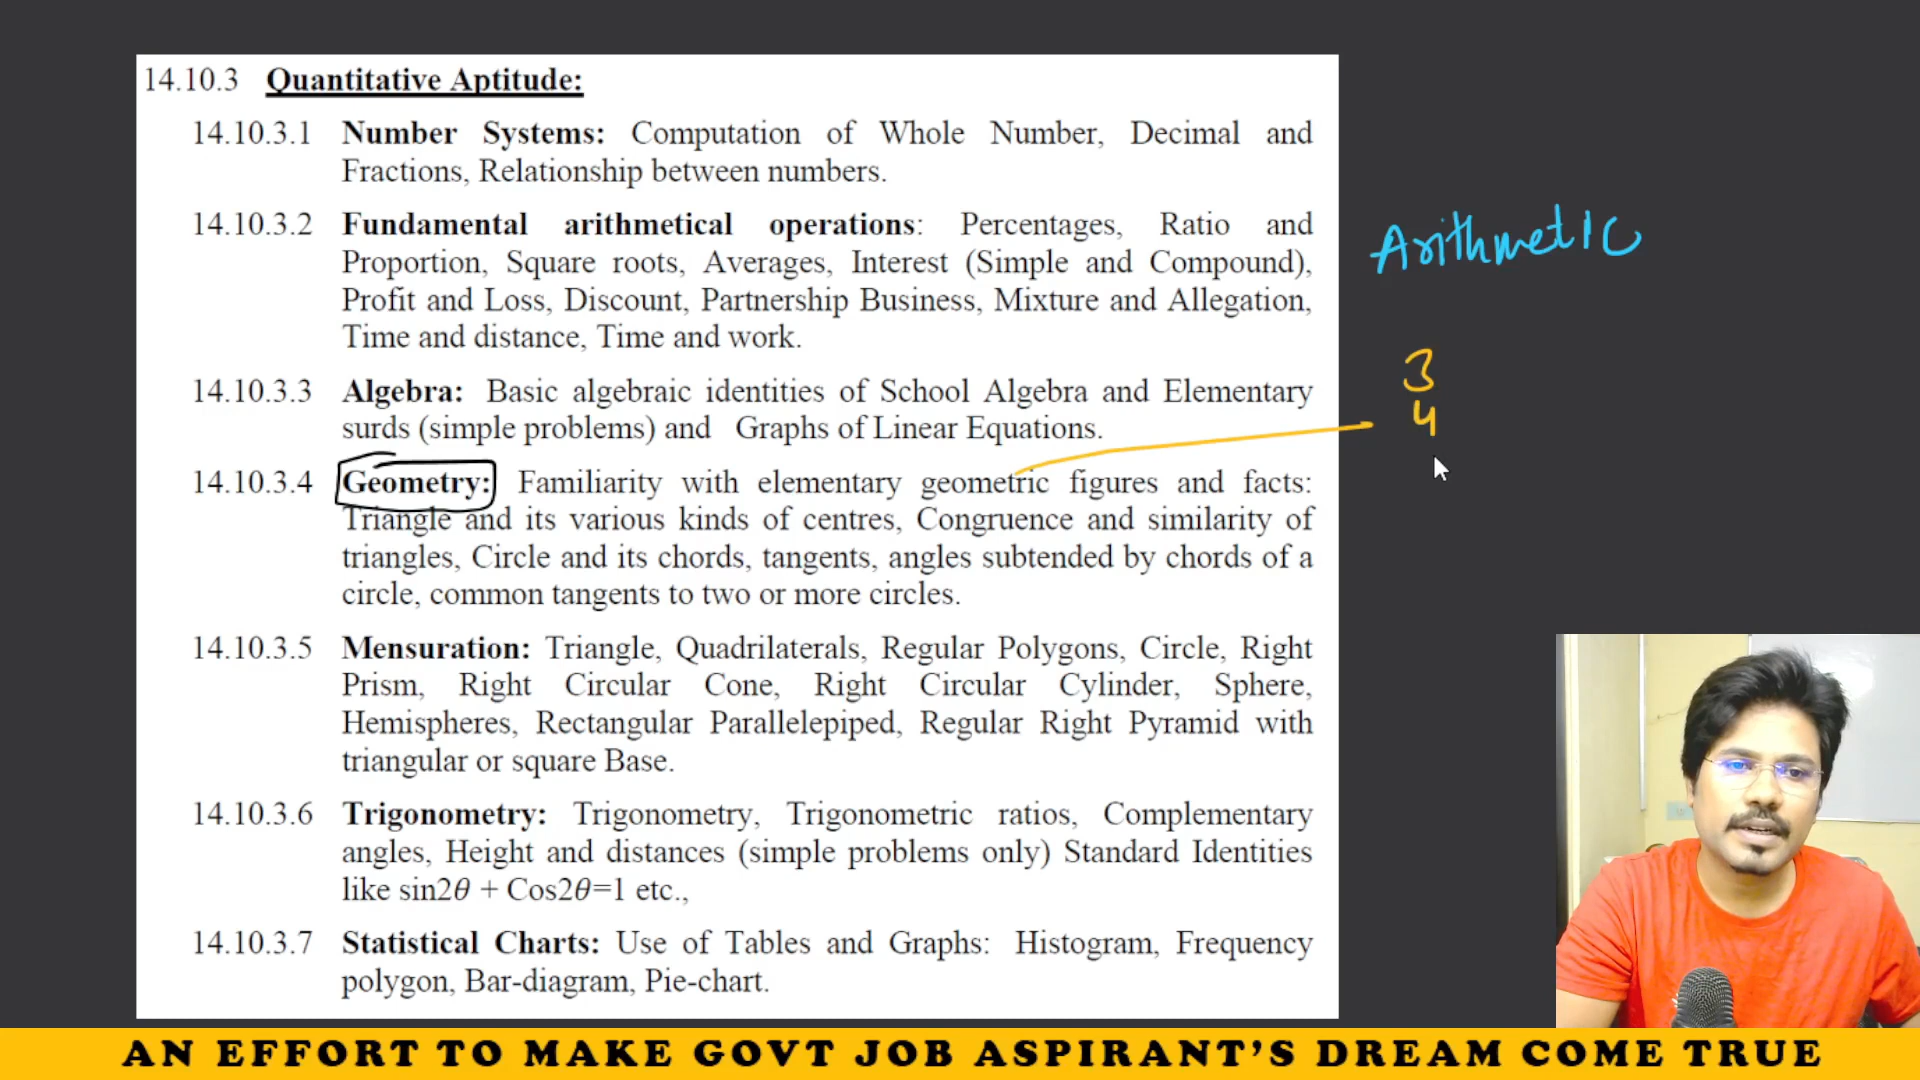 14.10.3 Quantitative Aptitude:
14.10.3.1 Number Systems: Computation of Whole Number, Decimal and
Fractions, Relationship between numbers.
14.10.3.2 Fundamental arithmetical operations: Percentages, Ratio and
Proportion, Square roots, Averages, Interest (Simple and Compound),
Profit and Loss, Discount, Partnership Business, Mixture and Allegation,
Time and distance, Time and work.
Arithmetic
14.10.3.3 Algebra: Basic algebraic identities of School Algebra and Elementary
surds (simple problems) and Graphs of Linear Equations.
3
4
14.10.3.4 Geometry: Familiarity with elementary geometric figures and facts:
Triangle and its various kinds of centres, Congruence and similarity of
triangles, Circle and its chords, tangents, angles subtended by chords of a
circle, common tangents to two or more circles.
14.10.3.5 Mensuration: Triangle, Quadrilaterals, Regular Polygons, Circle, Right
Prism, Right Circular Cone, Right Circular Cylinder, Sphere,
Hemispheres, Rectangular Parallelepiped, Regular Right Pyramid with
triangular or square Base.
14.10.3.6 Trigonometry: Trigonometry, Trigonometric ratios, Complementary
angles, Height and distances (simple problems only) Standard Identities
like sin2θ + Cos2θ=1 etc.,
14.10.3.7 Statistical Charts: Use of Tables and Graphs: Histogram, Frequency
polygon, Bar-diagram, Pie-chart.
AN EFFORT TO MAKE GOVT JOB ASPIRANT'S DREAM COME TRUE